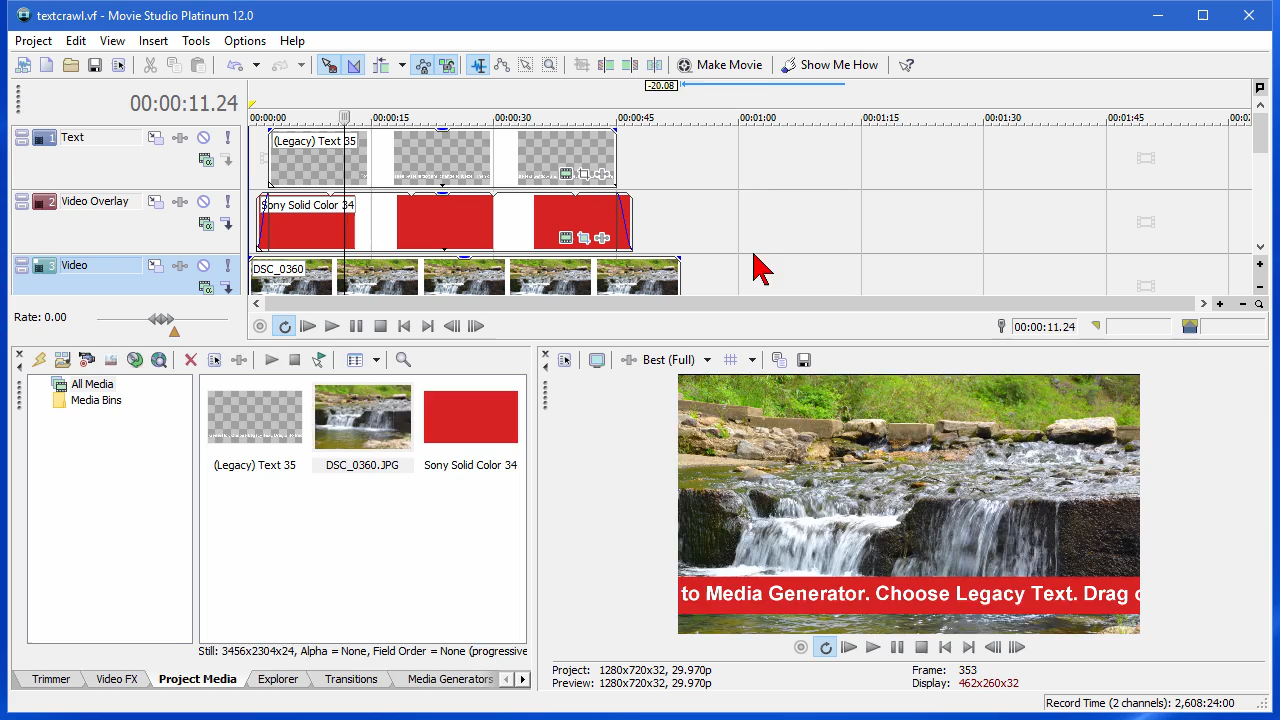 textcrawl.vf - Movie Studio Platinum 12.0
Project Edit View Insert Tools Options Help
Make Movie Show Me How
-20.08
00:00:11.24
00:00:00 00:00:15 00:00:30 00:00:45 00:01:00 00:01:15 00:01:30 00:01:45 00:
1 Text
(Legacy) Text 35
2 Video Overlay
Sony Solid Color 34
3 Video
DSC_0360
Rate: 0.00
00:00:11.24
Best (Full)
All Media
Media Bins
(Legacy) Text 35 DSC_0360.JPG Sony Solid Color 34
to Media Generator. Choose Legacy Text. Drag
Still: 3456x2304x24, Alpha = None, Field Order = None (progressive
Trimmer Video FX Project Media Explorer Transitions Media Generators
Project: 1280x720x32, 29.970p Frame: 353
Preview: 1280x720x32, 29.970p Display: 462x260x32
Record Time (2 channels): 2,608:24:00